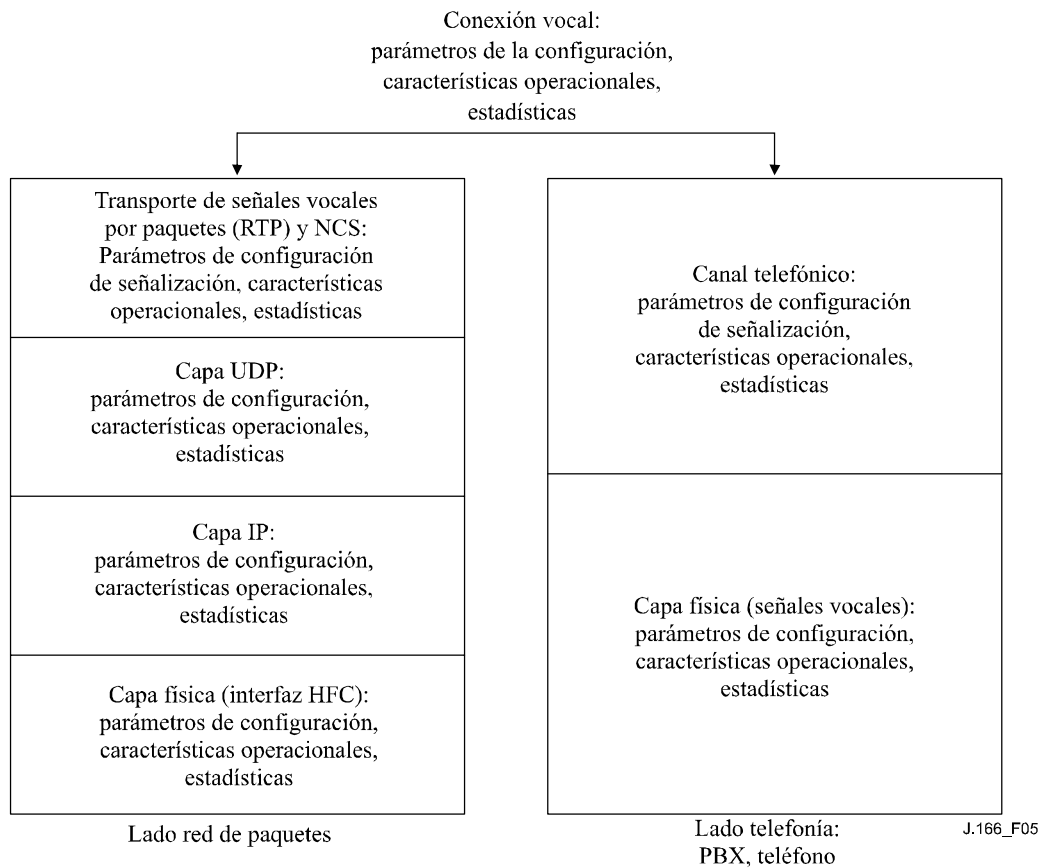 Conexión vocal:
parámetros de la configuración,
características operacionales,
estadísticas
Transporte de señales vocales
por paquetes (RTP) y NCS:
Parámetros de configuración
de señalización, características
operacionales, estadísticas
Capa UDP:
parámetros de configuración,
características operacionales,
estadísticas
Capa IP:
parámetros de configuración,
características operacionales,
estadísticas
Capa física (interfaz HFC):
parámetros de configuración,
características operacionales,
estadísticas
Lado red de paquetes
Canal telefónico:
parámetros de configuración
de señalización,
características operacionales,
estadísticas
Capa física (señales vocales):
parámetros de configuración,
características operacionales,
estadísticas
Lado telefonía:
PBX, teléfono
J.166_F05